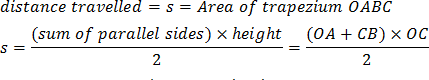 distance travelled = s = Area of trapezium OABC
s = (sum of parallel sides) × height / 2 = (OA + CB) × OC / 2